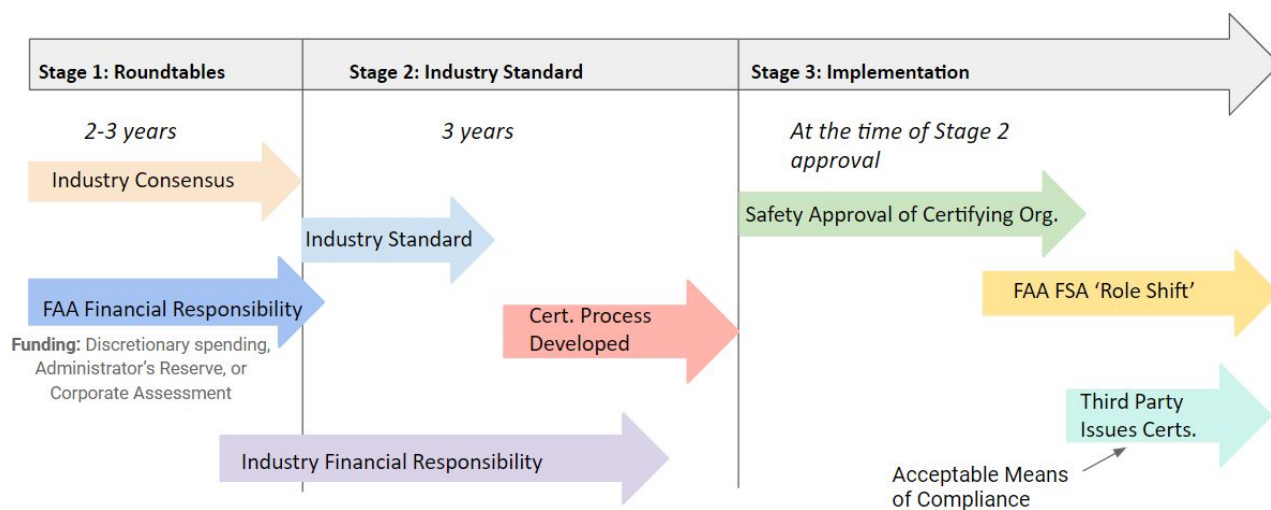 Stage 1: Roundtables
Stage 2: Industry Standard
Stage 3: Implementation
2-3 years
3 years
At the time of Stage 2
approval
Industry Consensus
Safety Approval of Certifying Org.
Industry Standard
FAA Financial Responsibility
FAA FSA ‘Role Shift’
Cert. Process
Developed
Funding: Discretionary spending,
Administrator’s Reserve, or
Corporate Assessment
Third Party
Issues Certs.
Industry Financial Responsibility
Acceptable Means
of Compliance